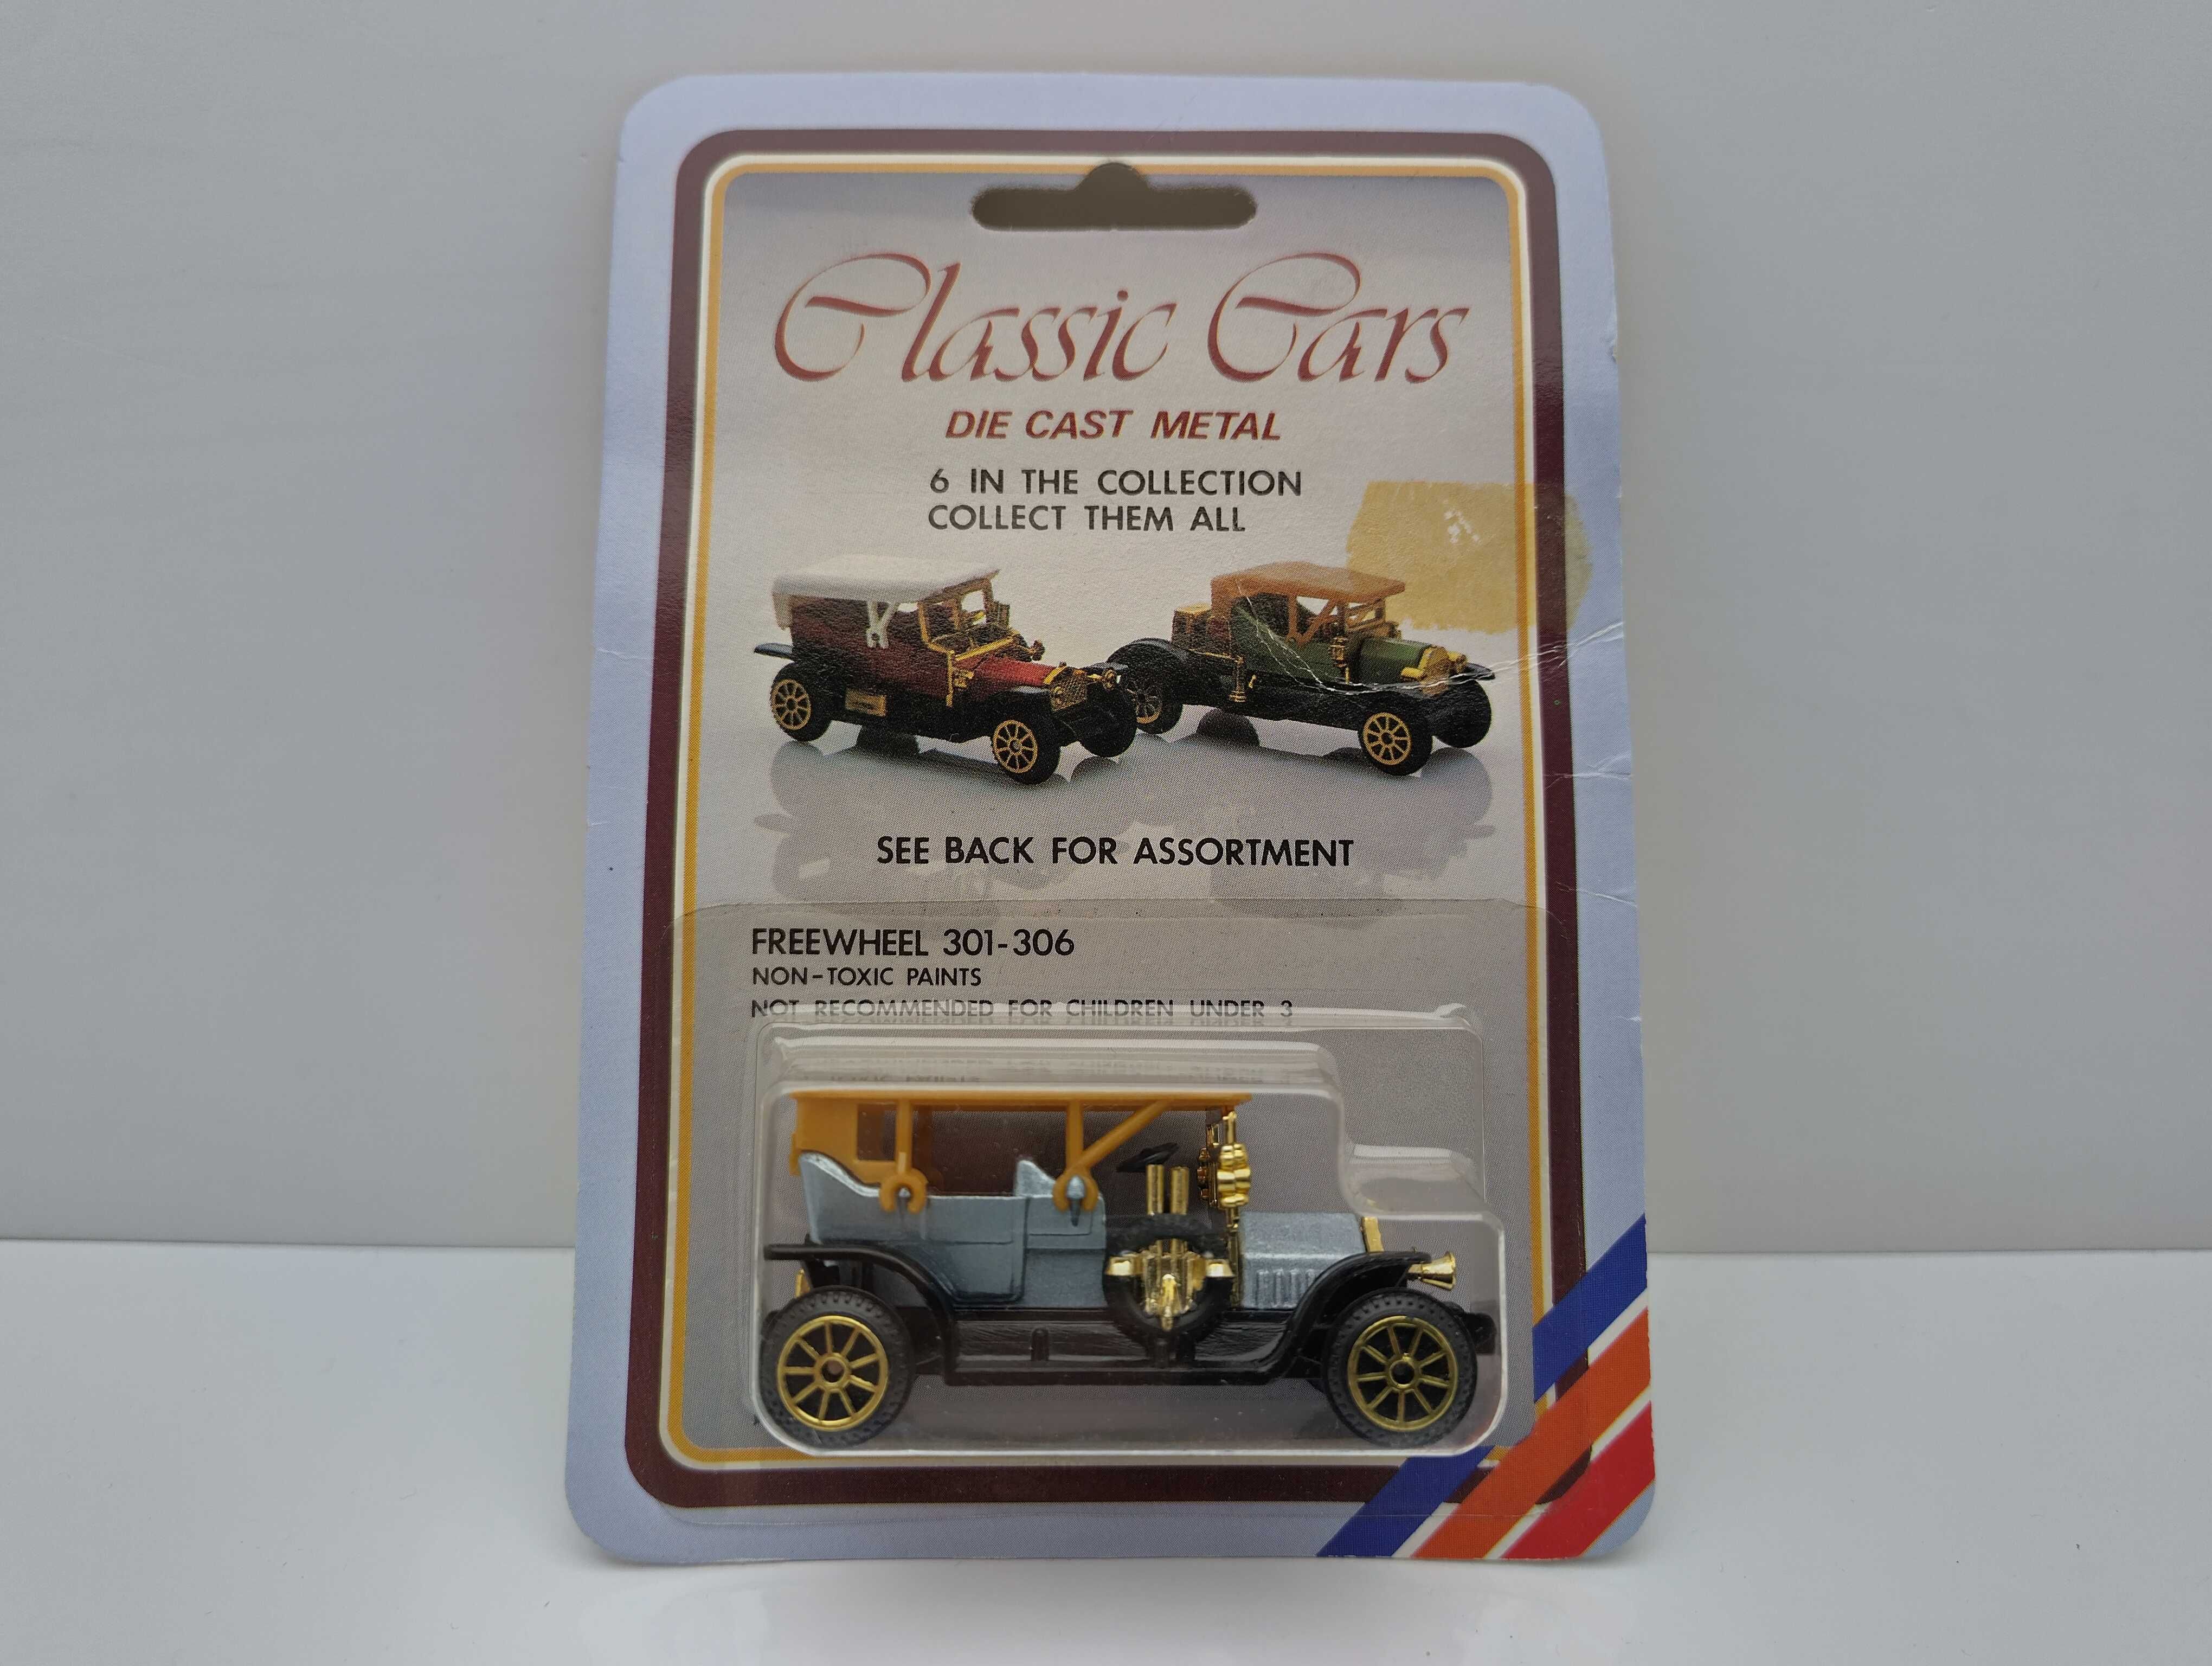 Classic Cars
DIE CAST METAL
6 IN THE COLLECTION
COLLECT THEM ALL
SEE BACK FOR ASSORTMENT
FREEWHEEL 301-306
NON-TOXIC PAINTS
NOT RECOMMENDED FOR CHILDREN UNDER 3